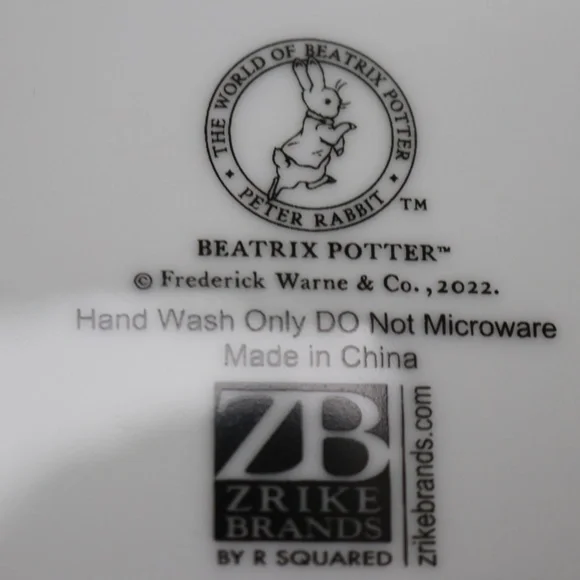 THE WORLD OF BEATRIX POTTER
PETER RABBIT
TM
BEATRIX POTTER™
© Frederick Warne & Co., 2022.
Hand Wash Only DO Not Microware
Made in China
ZB
ZRIKE
BRANDS
BY R SQUARED
zrikebrands.com